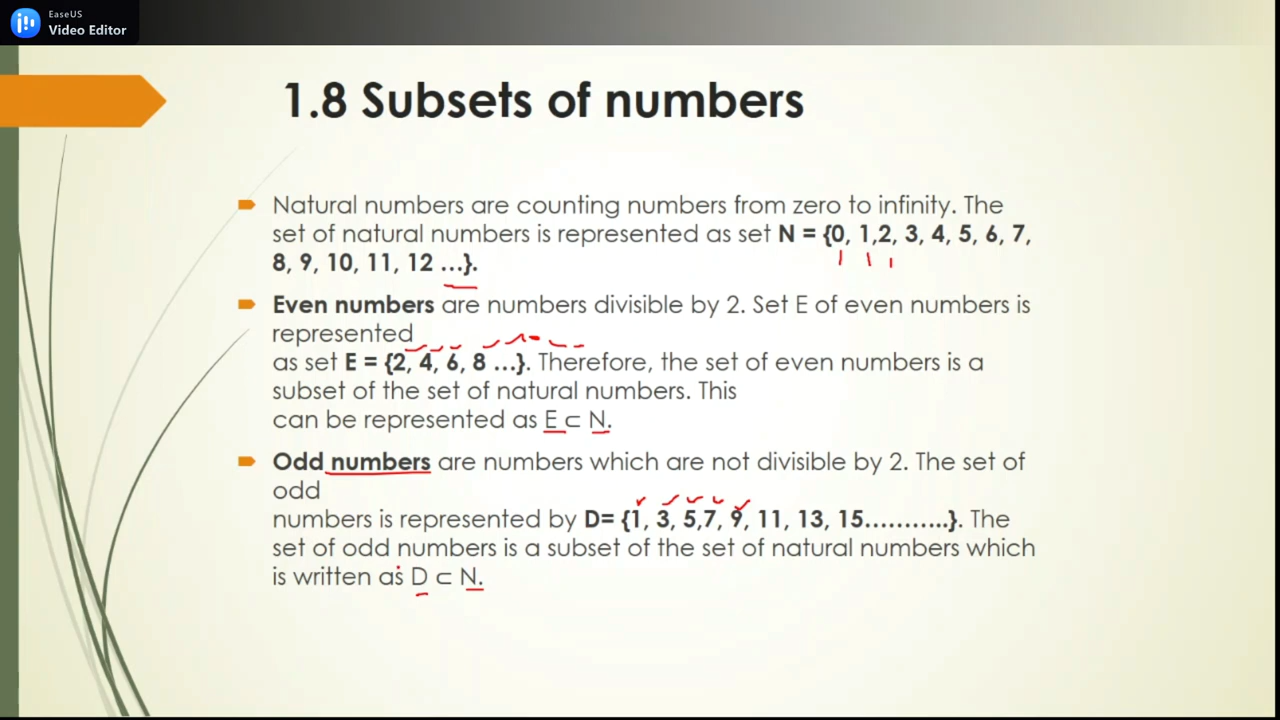 EaseUS
Video Editor
1.8 Subsets of numbers
Natural numbers are counting numbers from zero to infinity. The
set of natural numbers is represented as set N = {0, 1,2, 3, 4, 5, 6, 7,
8, 9, 10, 11, 12 ...}.
Even numbers are numbers divisible by 2. Set E of even numbers is
represented
as set E = {2, 4, 6, 8 ...}. Therefore, the set of even numbers is a
subset of the set of natural numbers. This
can be represented as E ⊂ N.
Odd numbers are numbers which are not divisible by 2. The set of
odd
numbers is represented by D= {1, 3, 5,7, 9, 11, 13, 15...........}. The
set of odd numbers is a subset of the set of natural numbers which
is written as D ⊂ N.